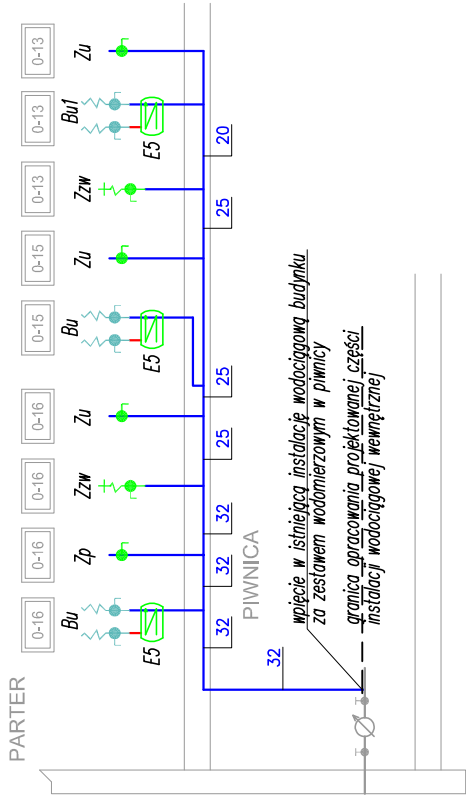 PARTER
0-16
0-16
0-16
0-16
0-15
0-15
0-13
0-13
0-13
Bu
Zp
Zzw
Zu
Bu
Zu
Zzw
Bu1
Zu
E5
E5
E5
32
32
32
25
25
25
20
PIWNICA
32
wpięcie w istniejącą instalację wodociągową budynku
za zestawem wodomierzowym w piwnicy
granica opracowania projektowanej części
instalacji wodociągowej wewnętrznej